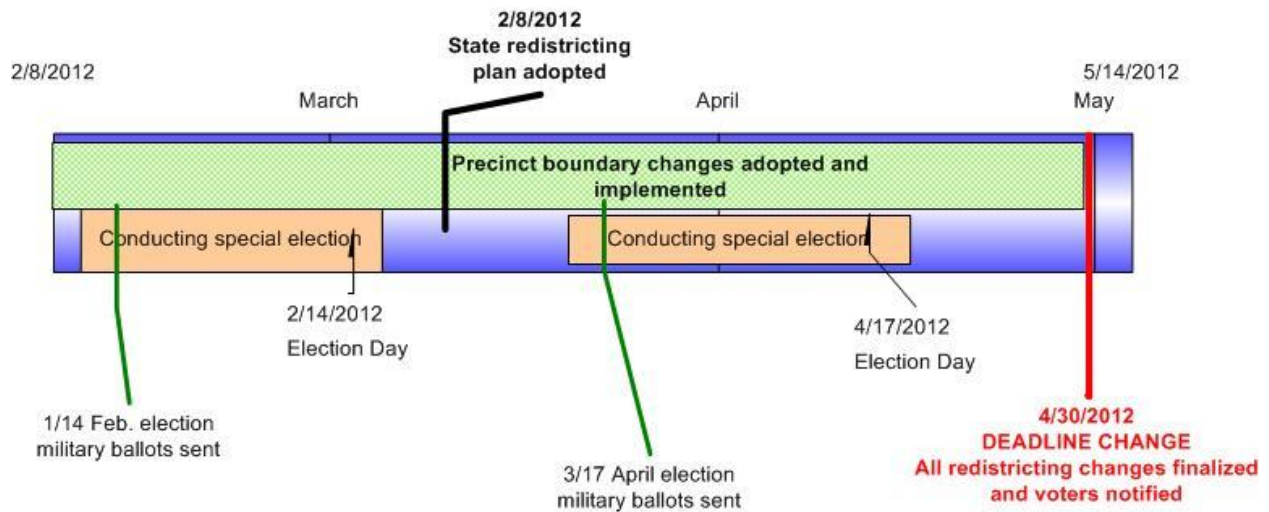 2/8/2012
State redistricting
plan adopted
2/8/2012
5/14/2012
March
April
May
Precinct boundary changes adopted and
implemented
Conducting special election
Conducting special election
2/14/2012
Election Day
4/17/2012
Election Day
1/14 Feb. election
military ballots sent
3/17 April election
military ballots sent
4/30/2012
DEADLINE CHANGE
All redistricting changes finalized
and voters notified